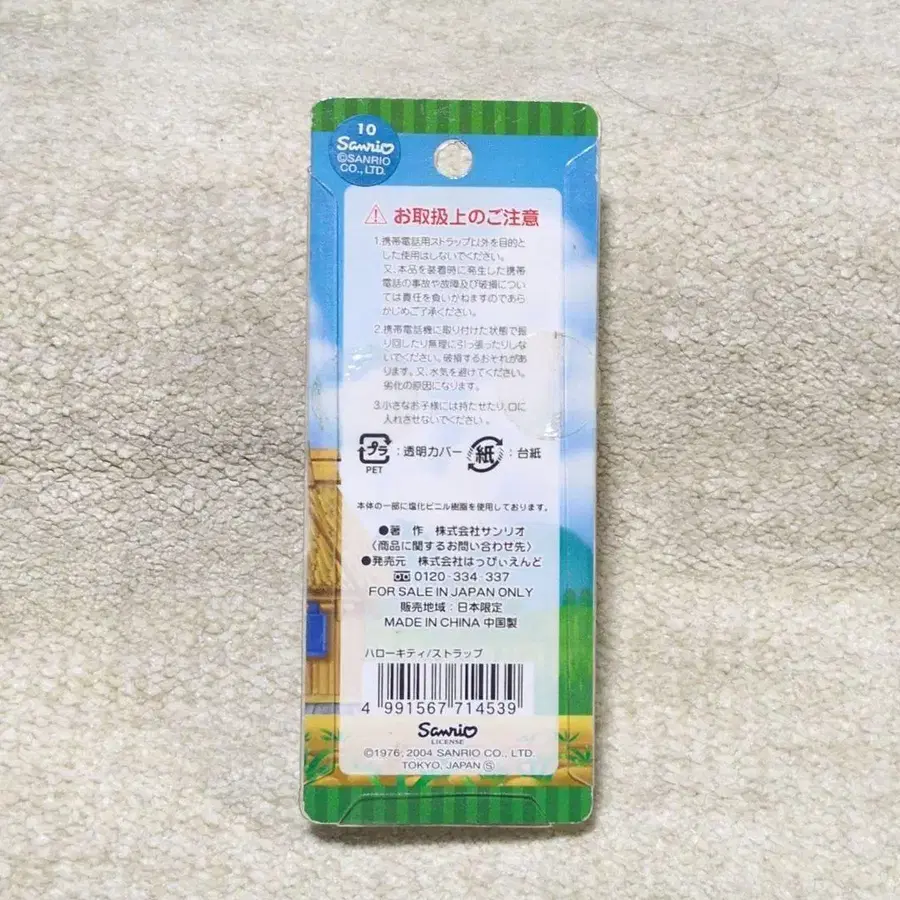 10
Sanrio
©SANRIO
CO., LTD.
お取扱上のご注意
1.携帯電話用ストラップ以外を目的と
した使用はしないでください。
又、本品を装着時に発生した携帯
電話の事故や故障及び破損につい
ては責任を負いかねますのであら
かじめご了承ください。
2.携帯電話機に取り付けた状態で振
り回したり無理に引っ張ったりしな
いでください。破損するおそれがあ
ります。又、水気を避けてください。
劣化の原因になります。
3.小さなお子様には持たせたり、口に
入れさせないでください。
プラ :透明カバー 紙 :台紙
PET
本体の一部に塩化ビニル樹脂を使用しております。
●著 作 株式会社サンリオ
〈商品に関するお問い合わせ先〉
●発売元 株式会社はっぴぃえんど
0120-334-337
FOR SALE IN JAPAN ONLY
販売地域:日本限定
MADE IN CHINA 中国製
ハローキティ/ストラップ
4 991567 714539
Sanrio
LICENSE
©1976, 2004 SANRIO CO., LTD.
TOKYO, JAPAN Ⓢ